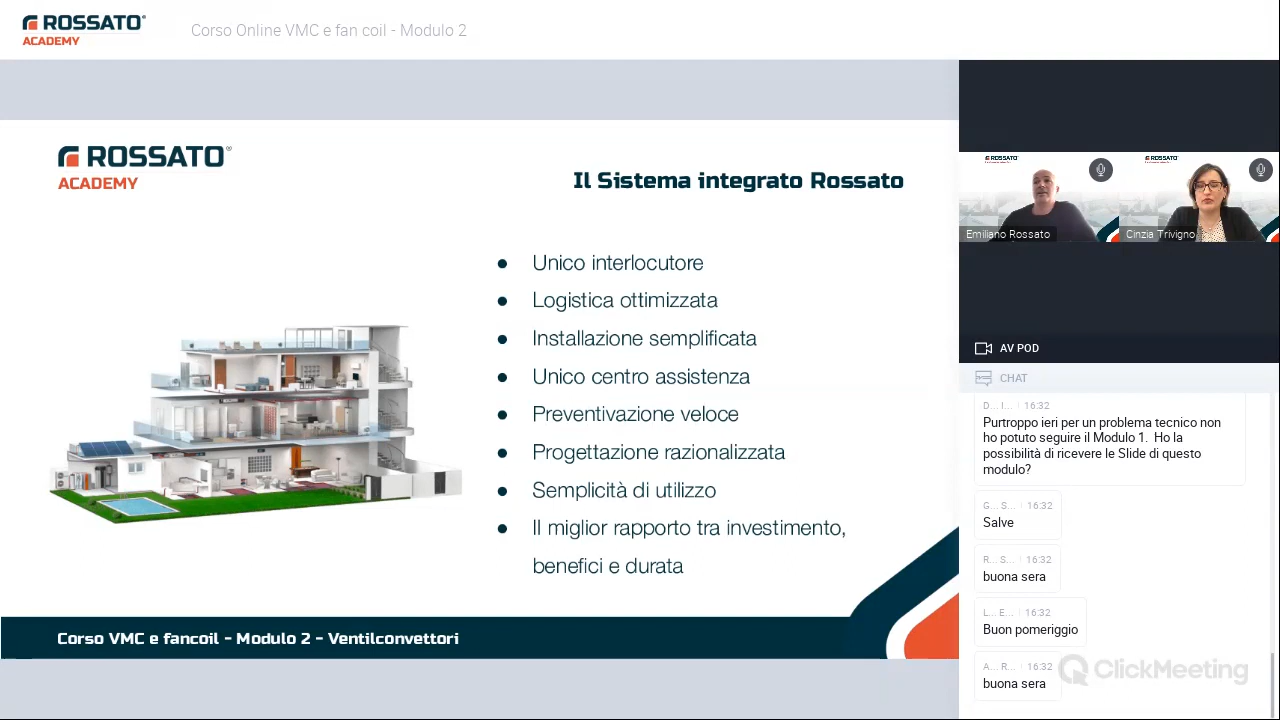 ROSSATO®
ACADEMY
Corso Online VMC e fan coil - Modulo 2
ROSSATO®
ACADEMY
Il Sistema integrato Rossato
● Unico interlocutore
● Logistica ottimizzata
● Installazione semplificata
● Unico centro assistenza
● Preventivazione veloce
● Progettazione razionalizzata
● Semplicità di utilizzo
● Il miglior rapporto tra investimento,
benefici e durata
Corso VMC e fancoil - Modulo 2 - Ventilconvettori
ROSSATO
ROSSATO
Emiliano Rossato
Cinzia Trivigno
AV POD
CHAT
D... I... 16:32
Purtroppo ieri per un problema tecnico non
ho potuto seguire il Modulo 1. Ho la
possibilità di ricevere le Slide di questo
modulo?
G... S... 16:32
Salve
R... S... 16:32
buona sera
L... E... 16:32
Buon pomeriggio
A... R... 16:32
buona sera
ClickMeeting